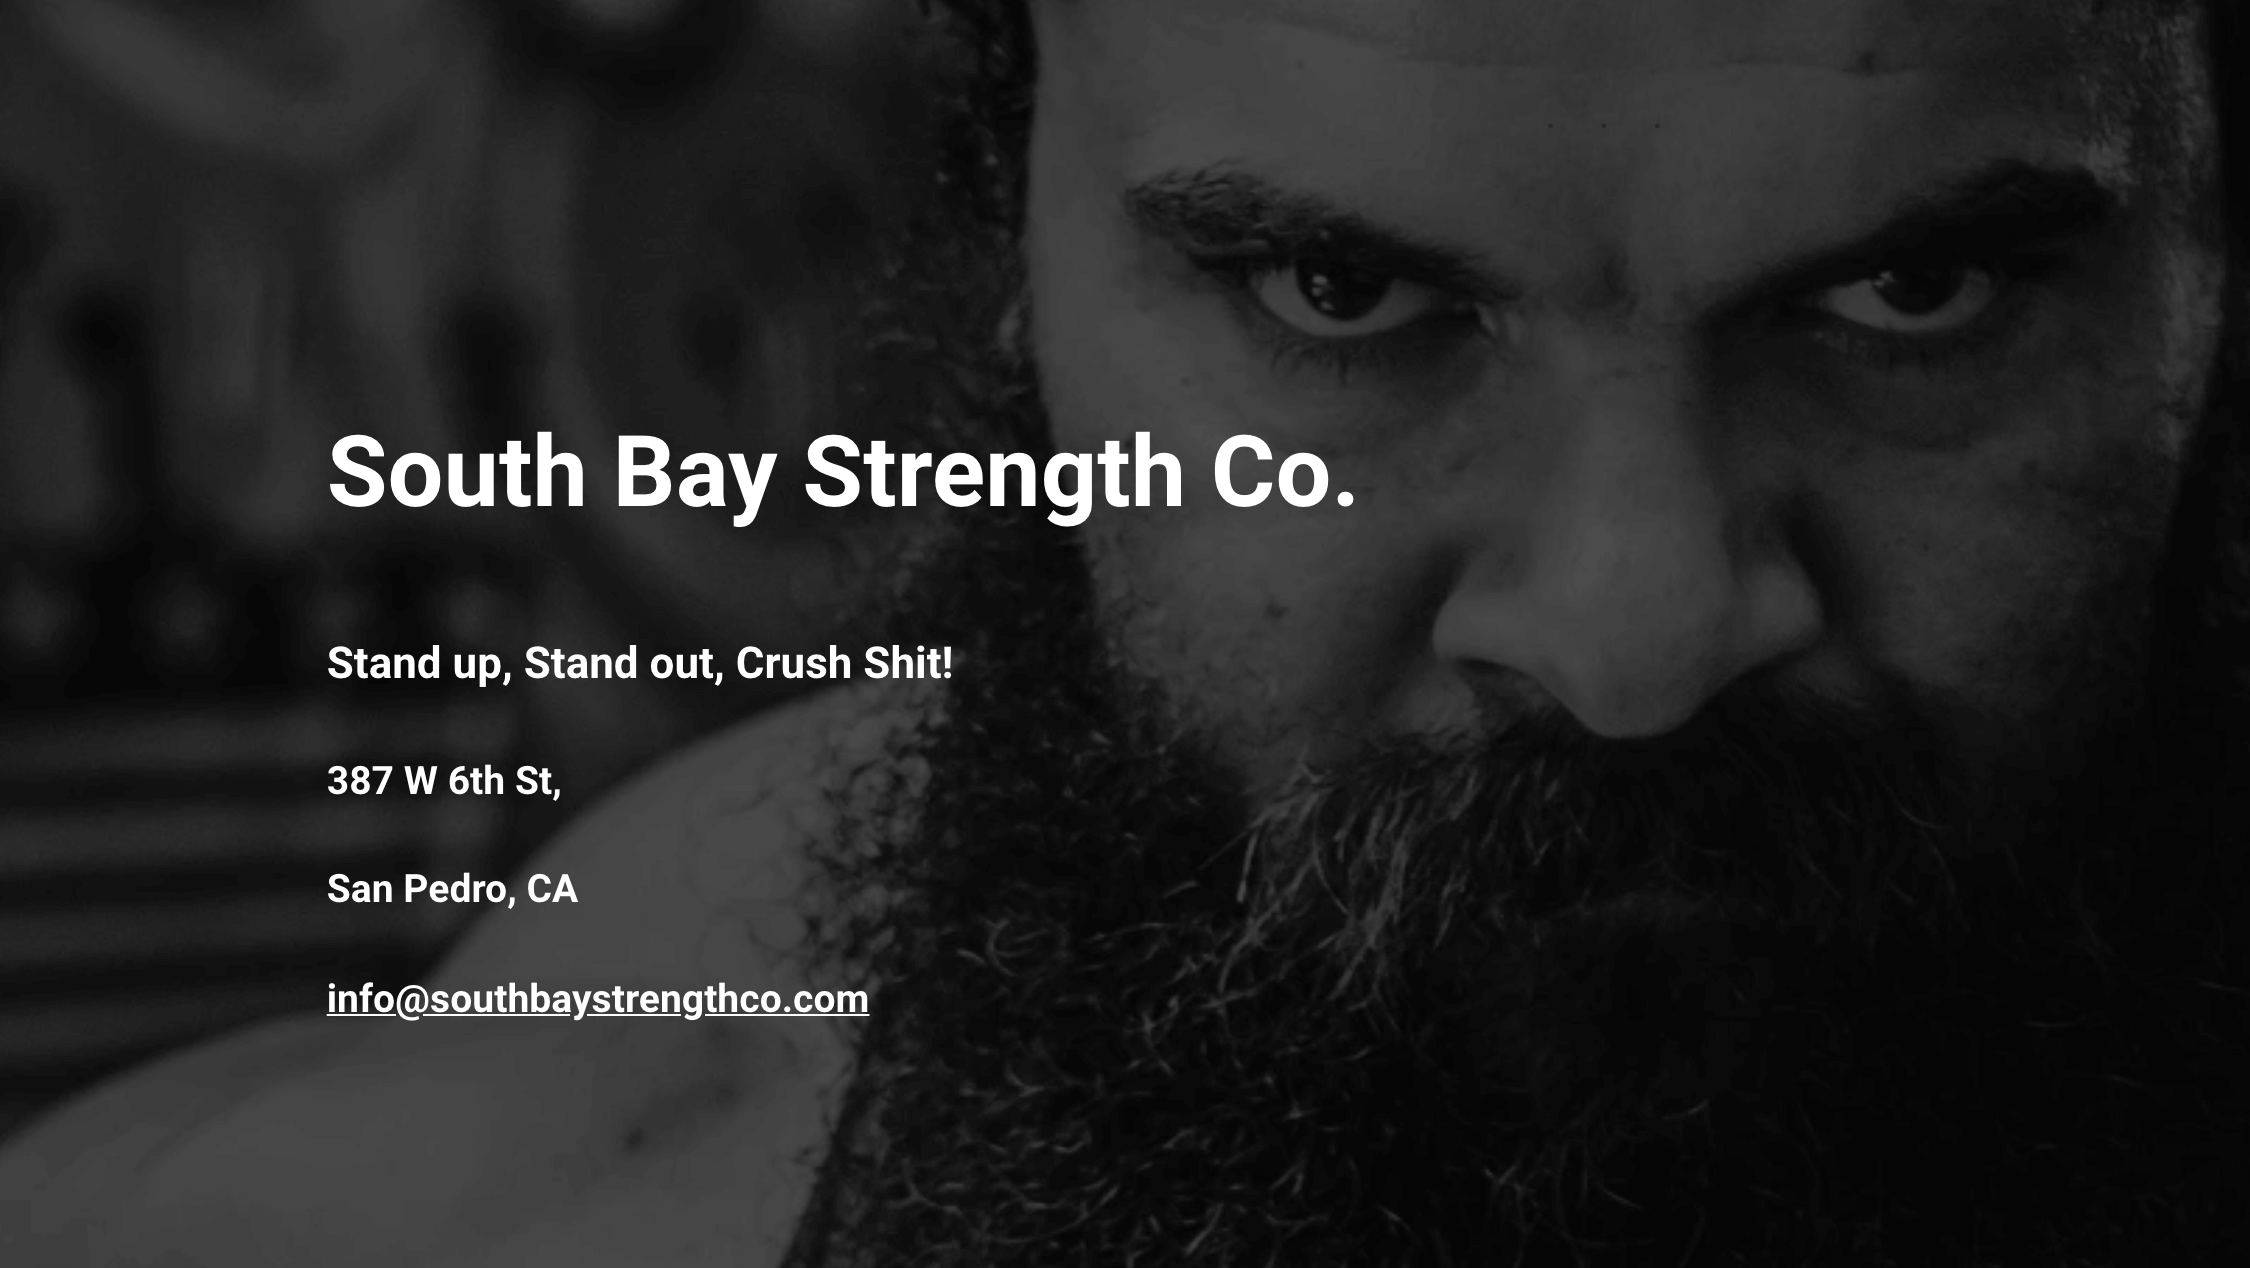 South Bay Strength Co.
Stand up, Stand out, Crush Shit!
387 W 6th St,
San Pedro, CA
info@southbaystrengthco.com